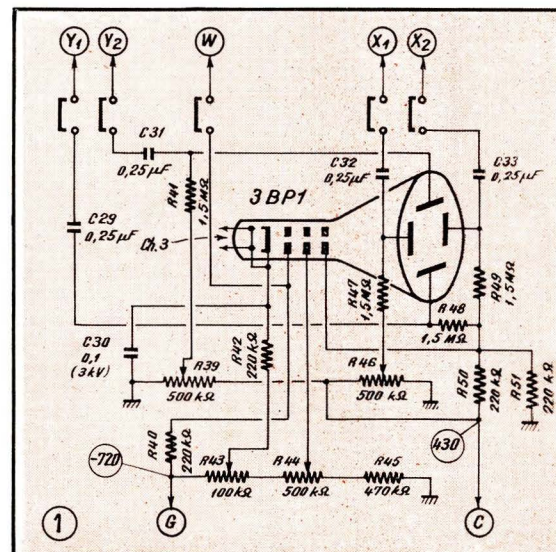 Y1
Y2
W
X1
X2
C31
0,25µF
R41
1,5MΩ
3BP1
C32
0,25µF
C33
0,25µF
C29
0,25µF
Ch.3
R47
1,5MΩ
R49
1,5MΩ
R48
1,5MΩ
C30
0,1
(3kV)
R42
220kΩ
R39
500kΩ
R46
500kΩ
R50
220kΩ
R51
220kΩ
R40
220kΩ
-720
430
R43
100kΩ
R44
500kΩ
R45
470kΩ
1
G
C